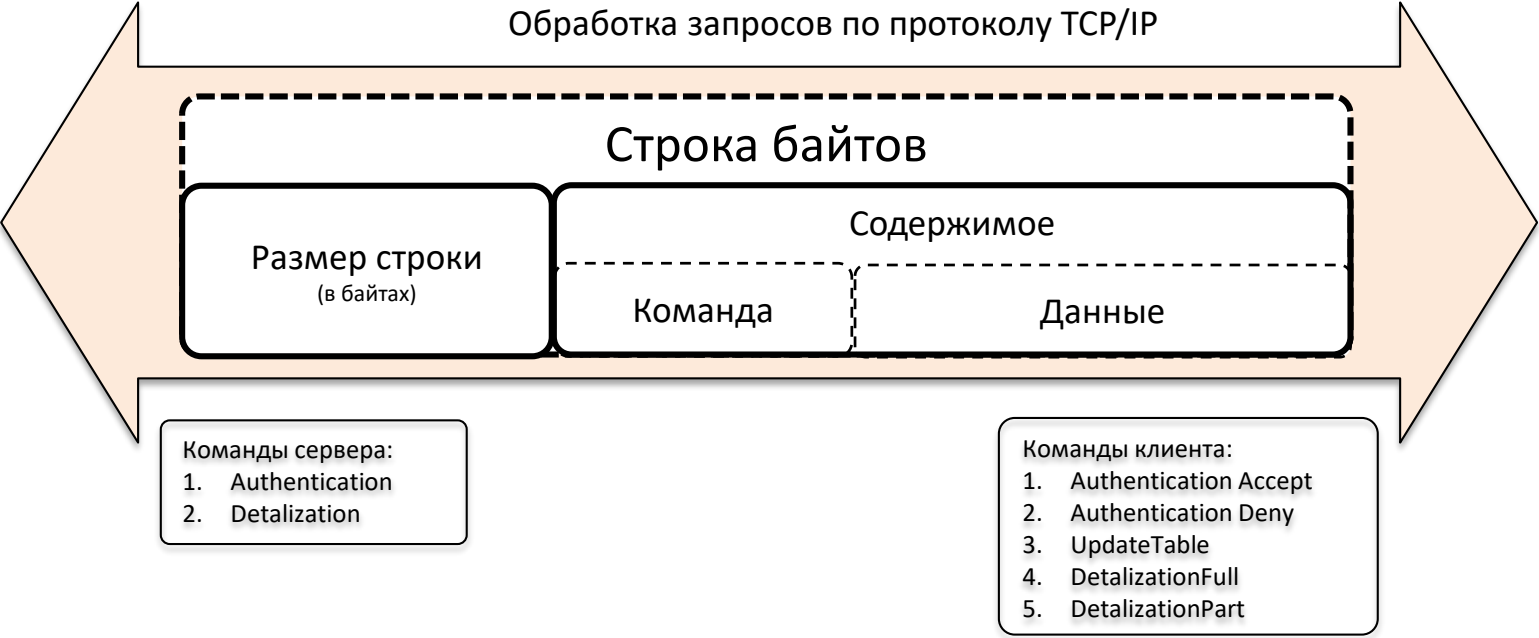 Обработка запросов по протоколу TCP/IP
Строка байтов
Размер строки
(в байтах)
Содержимое
Команда
Данные
Команды сервера:
1. Authentication
2. Detalization
Команды клиента:
1. Authentication Accept
2. Authentication Deny
3. UpdateTable
4. DetalizationFull
5. DetalizationPart